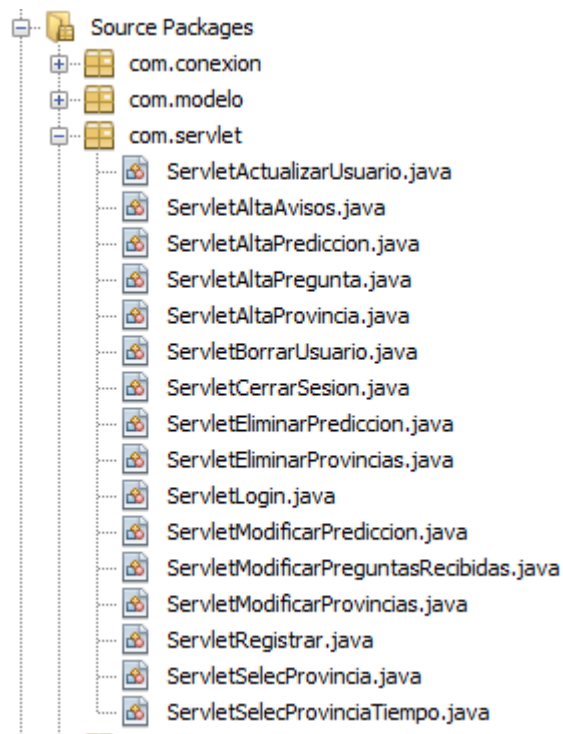 Source Packages
com.conexion
com.modelo
com.servlet
ServletActualizarUsuario.java
ServletAltaAvisos.java
ServletAltaPrediccion.java
ServletAltaPregunta.java
ServletAltaProvincia.java
ServletBorrarUsuario.java
ServletCerrarSesion.java
ServletEliminarPrediccion.java
ServletEliminarProvincias.java
ServletLogin.java
ServletModificarPrediccion.java
ServletModificarPreguntasRecibidas.java
ServletModificarProvincias.java
ServletRegistrar.java
ServletSelecProvincia.java
ServletSelecProvinciaTiempo.java